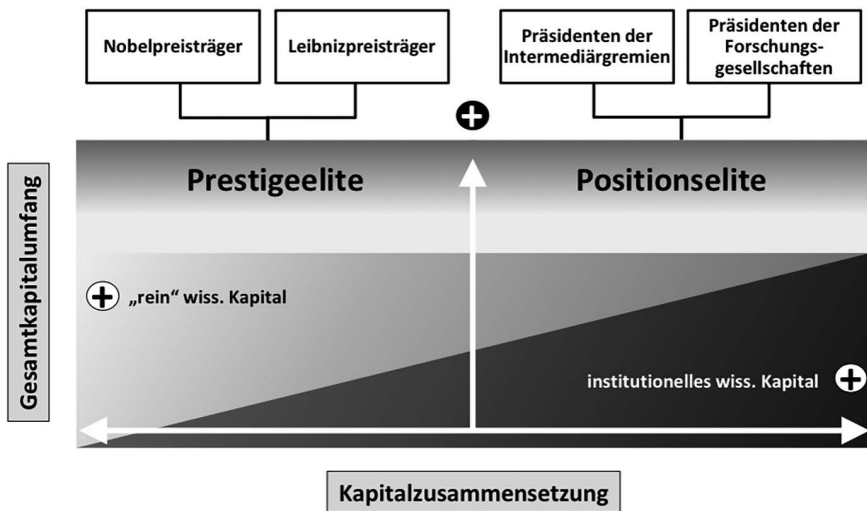 Nobelpreisträger
Leibnizpreisträger
Präsidenten der
Intermediärgremien
Präsidenten der
Forschungs-
gesellschaften
Prestigeelite
Positionselite
Gesamtkapitalumfang
„rein“ wiss. Kapital
institutionelles wiss. Kapital
Kapitalzusammensetzung